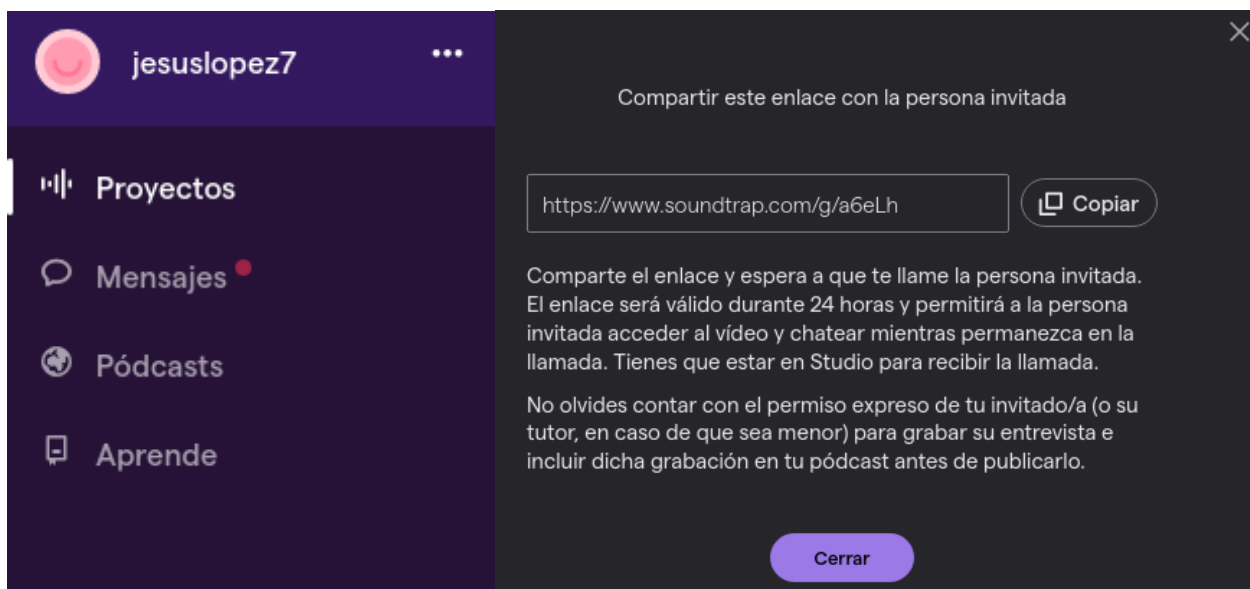 jesuslopez7
Proyectos
Mensajes
Pódcasts
Aprende
Compartir este enlace con la persona invitada
https://www.soundtrap.com/g/a6eLh
Copiar
Comparte el enlace y espera a que te llame la persona invitada.
El enlace será válido durante 24 horas y permitirá a la persona
invitada acceder al vídeo y chatear mientras permanezca en la
llamada. Tienes que estar en Studio para recibir la llamada.
No olvides contar con el permiso expreso de tu invitado/a (o su
tutor, en caso de que sea menor) para grabar su entrevista e
incluir dicha grabación en tu pódcast antes de publicarlo.
Cerrar